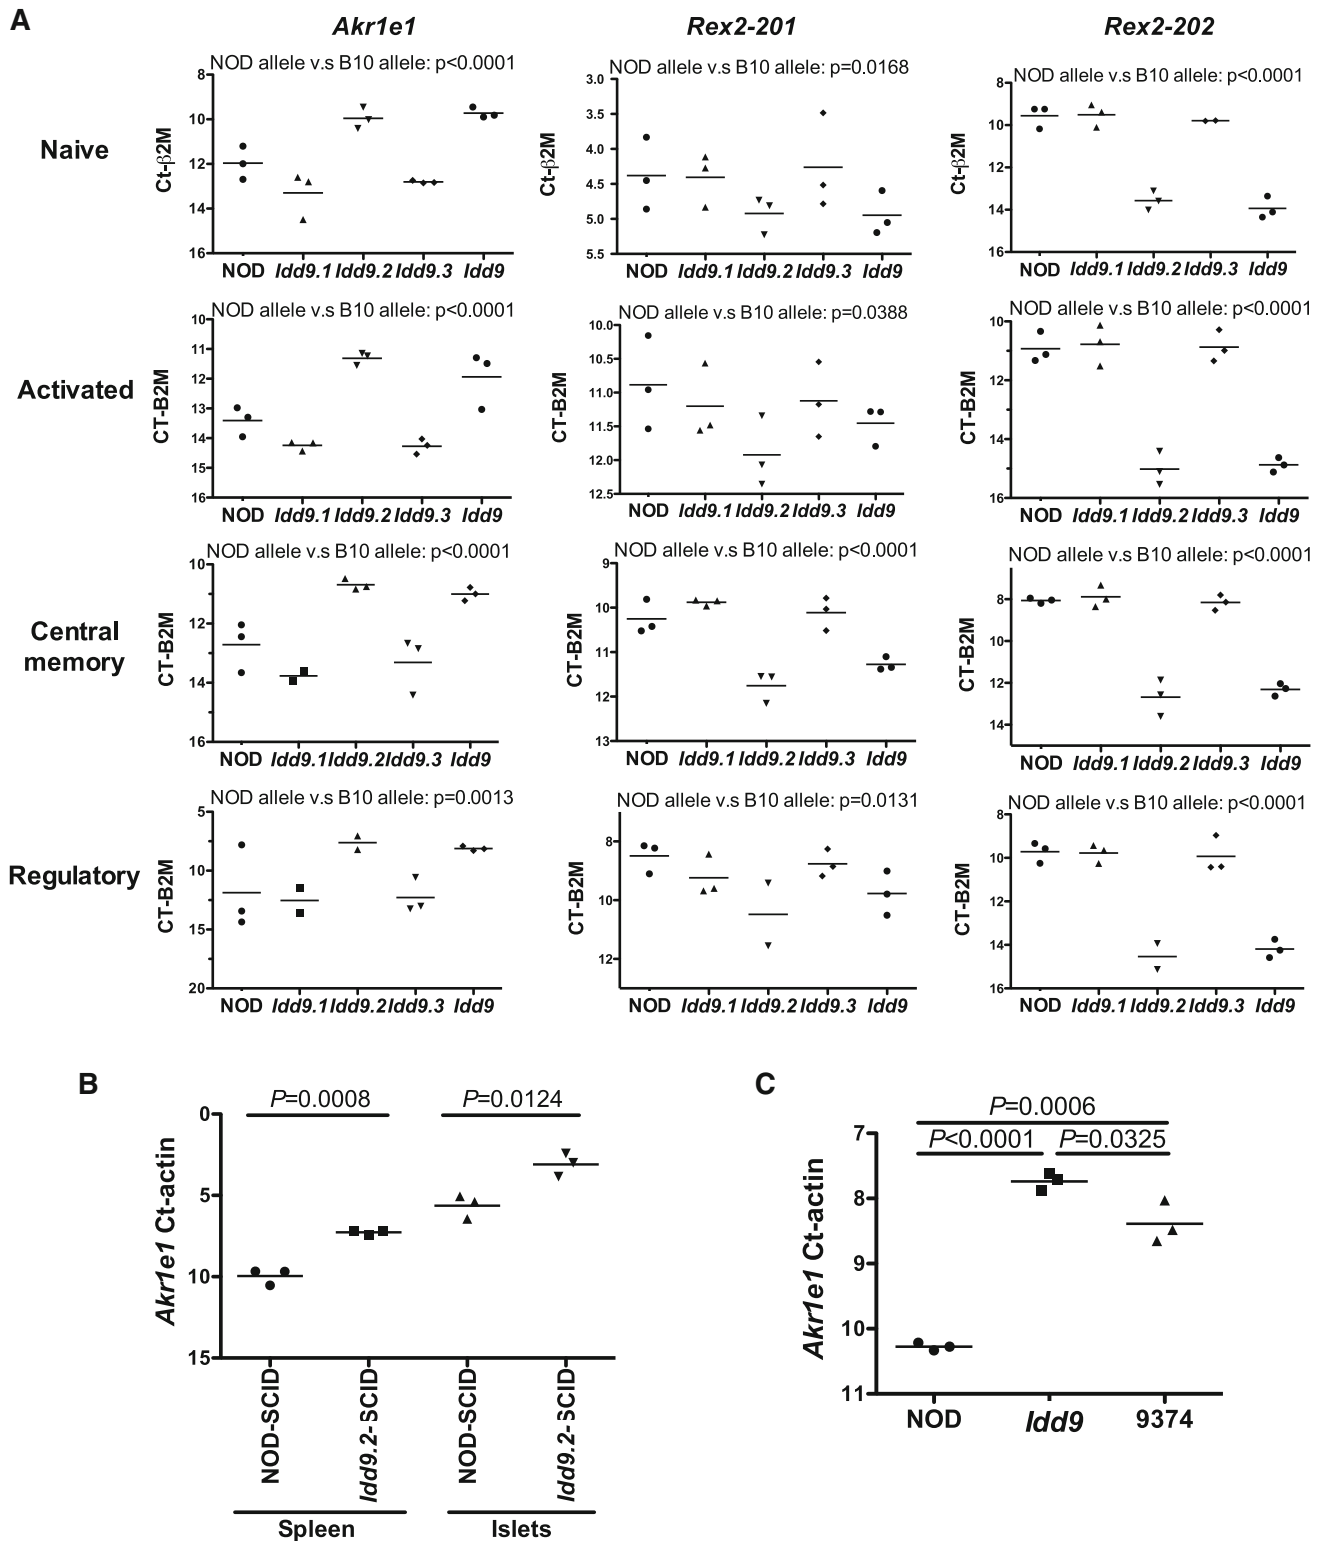 A
Akr1e1 Rex2-201 Rex2-202
Naive
NOD allele v.s B10 allele: p<0.0001
Ct-β2M
8
10
12
14
16
NOD Idd9.1 Idd9.2 Idd9.3 Idd9
NOD allele v.s B10 allele: p=0.0168
Ct-β2M
3.0
3.5
4.0
4.5
5.0
5.5
NOD Idd9.1 Idd9.2 Idd9.3 Idd9
NOD allele v.s B10 allele: p<0.0001
Ct-β2M
8
10
12
14
16
NOD Idd9.1 Idd9.2 Idd9.3 Idd9
Activated
NOD allele v.s B10 allele: p<0.0001
CT-B2M
10
11
12
13
14
15
16
NOD Idd9.1 Idd9.2 Idd9.3 Idd9
NOD allele v.s B10 allele: p=0.0388
CT-B2M
10.0
10.5
11.0
11.5
12.0
12.5
NOD Idd9.1 Idd9.2 Idd9.3 Idd9
NOD allele v.s B10 allele: p<0.0001
CT-B2M
10
12
14
16
NOD Idd9.1 Idd9.2 Idd9.3 Idd9
Central
memory
NOD allele v.s B10 allele: p<0.0001
CT-B2M
10
12
14
16
NOD Idd9.1 Idd9.2 Idd9.3 Idd9
NOD allele v.s B10 allele: p<0.0001
CT-B2M
9
10
11
12
13
NOD Idd9.1 Idd9.2 Idd9.3 Idd9
NOD allele v.s B10 allele: p<0.0001
CT-B2M
8
10
12
14
NOD Idd9.1 Idd9.2 Idd9.3 Idd9
Regulatory
NOD allele v.s B10 allele: p=0.0013
CT-B2M
5
10
15
20
NOD Idd9.1 Idd9.2 Idd9.3 Idd9
NOD allele v.s B10 allele: p=0.0131
CT-B2M
8
10
12
NOD Idd9.1 Idd9.2 Idd9.3 Idd9
NOD allele v.s B10 allele: p<0.0001
CT-B2M
8
10
12
14
16
NOD Idd9.1 Idd9.2 Idd9.3 Idd9
B
P=0.0008 P=0.0124
Akr1e1 Ct-actin
0
5
10
15
NOD-SCID
Idd9.2-SCID
NOD-SCID
Idd9.2-SCID
Spleen Islets
C
P=0.0006
P<0.0001 P=0.0325
Akr1e1 Ct-actin
7
8
9
10
11
NOD Idd9 9374